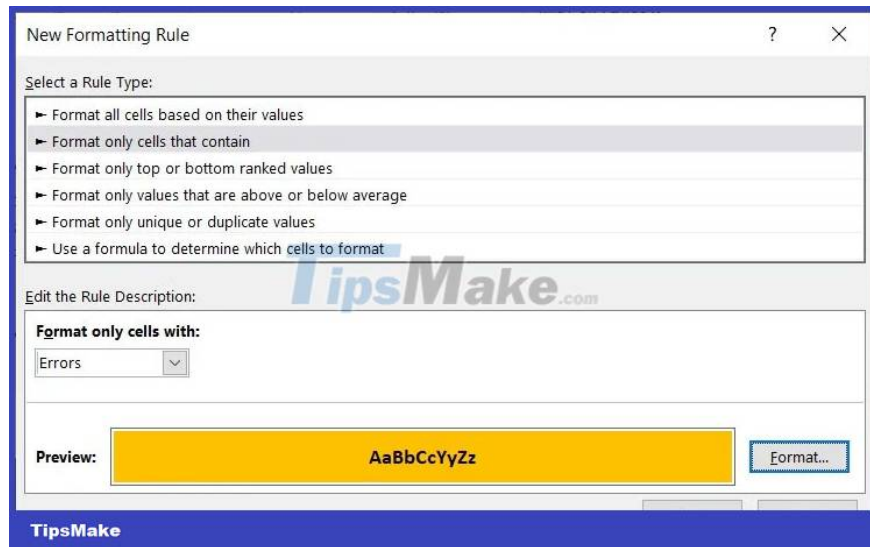 New Formatting Rule ?
Select a Rule Type:
► Format all cells based on their values
► Format only cells that contain
► Format only top or bottom ranked values
► Format only values that are above or below average
► Format only unique or duplicate values
► Use a formula to determine which cells to format
TipsMake.com
Edit the Rule Description:
Format only cells with:
Errors
Preview: AaBbCcYyZz Format...
TipsMake